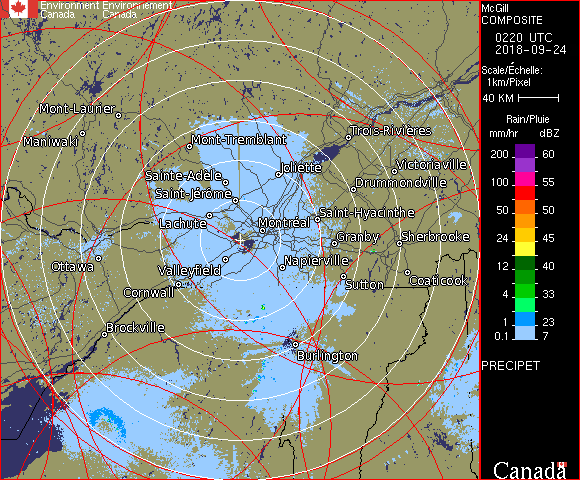 Environment Environnement
Canada Canada
McGill
COMPOSITE
0220 UTC
2018-09-24
Scale/Échelle:
1km/Pixel
40 KM
Rain/Pluie
mm/hr dBZ
200 60
55
100 55
50 50
24 45
12 40
4 33
1 23
0.1 7
PRECIPET
Canada
Mont-Laurier
Maniwaki
Mont-Tremblant
Trois-Rivières
Joliette
Victoriaville
Sainte-Adèle
Drummondville
Saint-Jérôme
Lachute
Saint-Hyacinthe
Montréal
Granby
Sherbrooke
Ottawa
Valleyfield
Napierville
Cornwall
Sutton
Coaticook
Brockville
Burlington